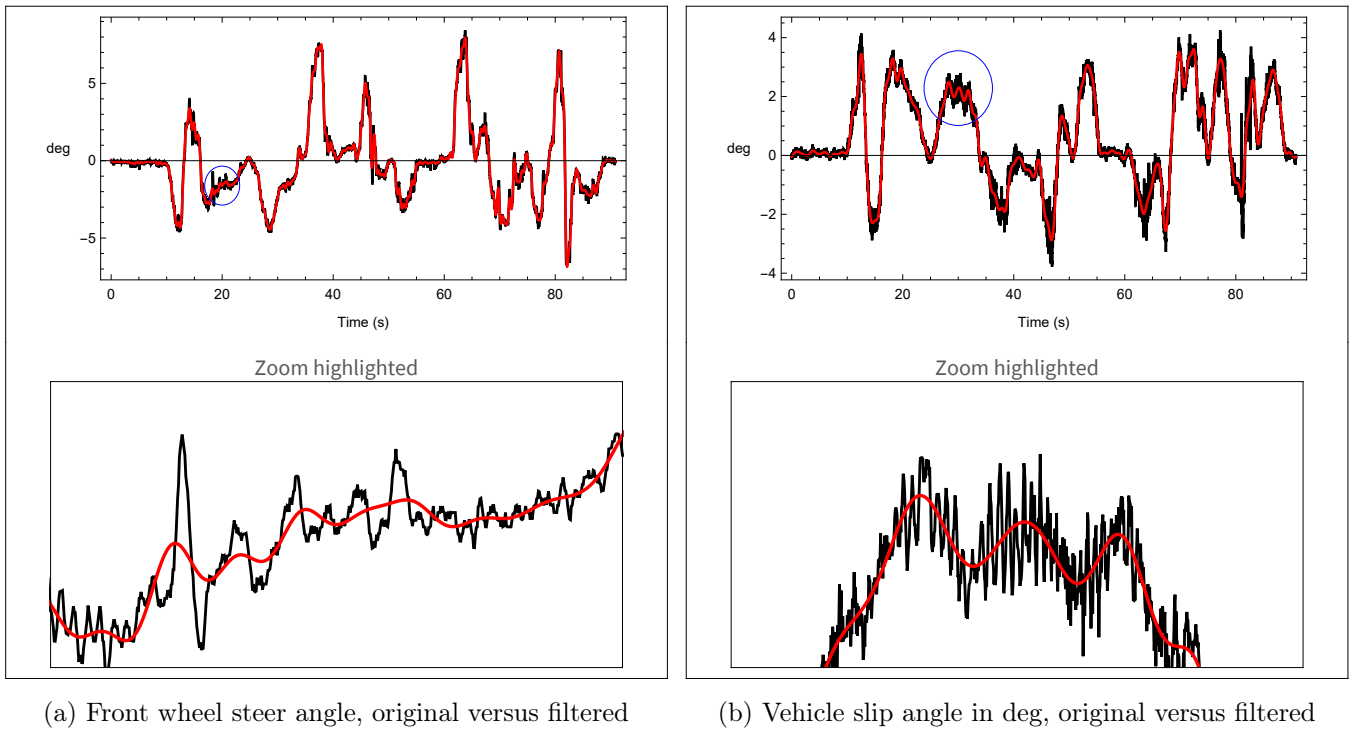 5
0
−5
deg
0
20
40
60
80
Time (s)
Zoom highlighted
(a) Front wheel steer angle, original versus filtered
4
2
0
−2
−4
deg
0
20
40
60
80
Time (s)
Zoom highlighted
(b) Vehicle slip angle in deg, original versus filtered